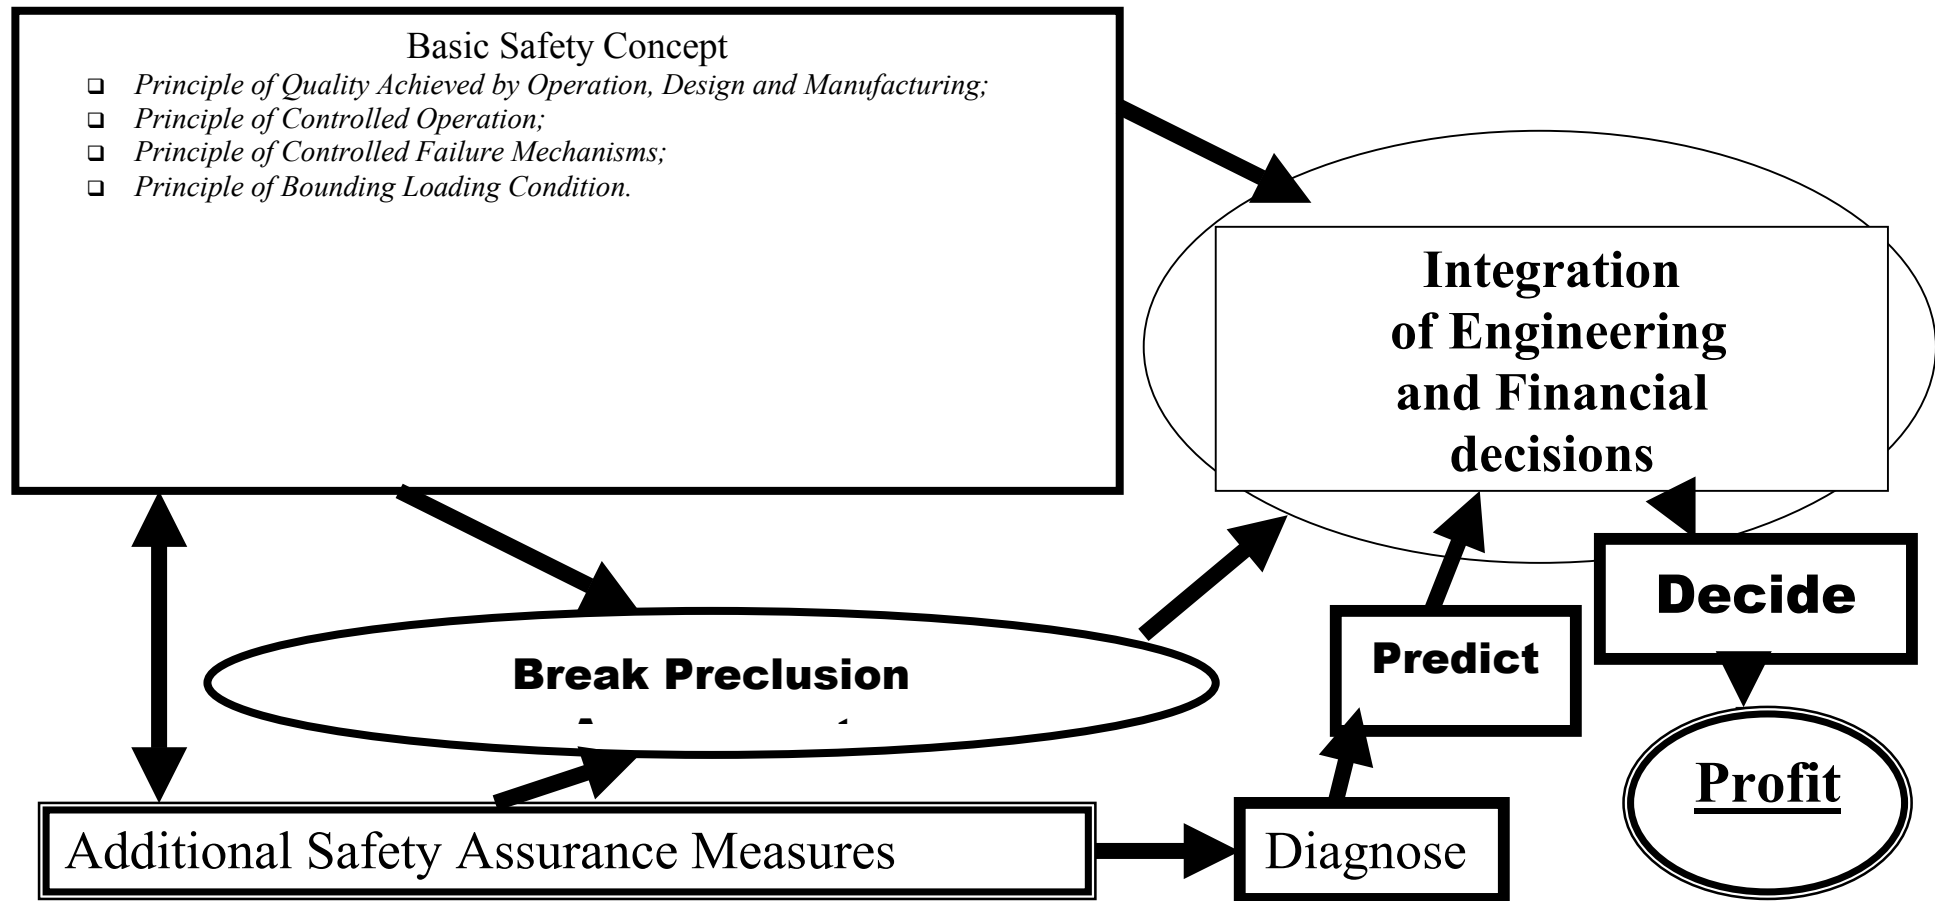 Basic Safety Concept
❑ Principle of Quality Achieved by Operation, Design and Manufacturing;
❑ Principle of Controlled Operation;
❑ Principle of Controlled Failure Mechanisms;
❑ Principle of Bounding Loading Condition.
Integration
of Engineering
and Financial
decisions
Decide
Predict
Break Preclusion
Profit
Additional Safety Assurance Measures
Diagnose